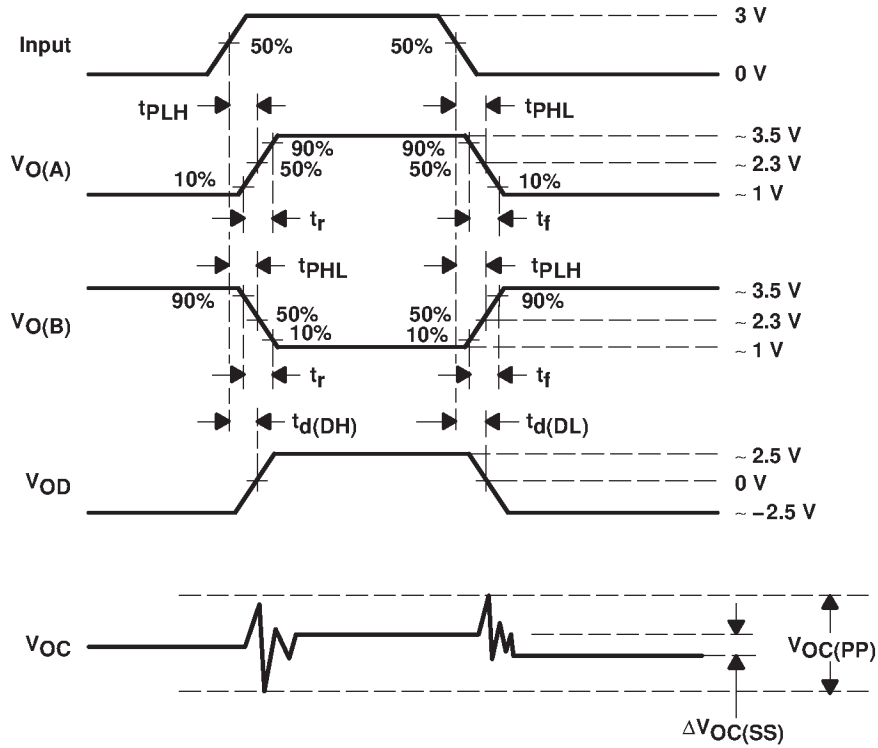 3 V
Input
50%
50%
0 V
tPLH
tPHL
~ 3.5 V
90%
90%
VO(A)
50%
50%
~ 2.3 V
10%
10%
~ 1 V
tr
tf
tPHL
tPLH
~ 3.5 V
90%
90%
VO(B)
50%
50%
~ 2.3 V
10%
10%
~ 1 V
tr
tf
td(DH)
td(DL)
~ 2.5 V
VOD
0 V
~ −2.5 V
VOC
VOC(PP)
ΔVOC(SS)